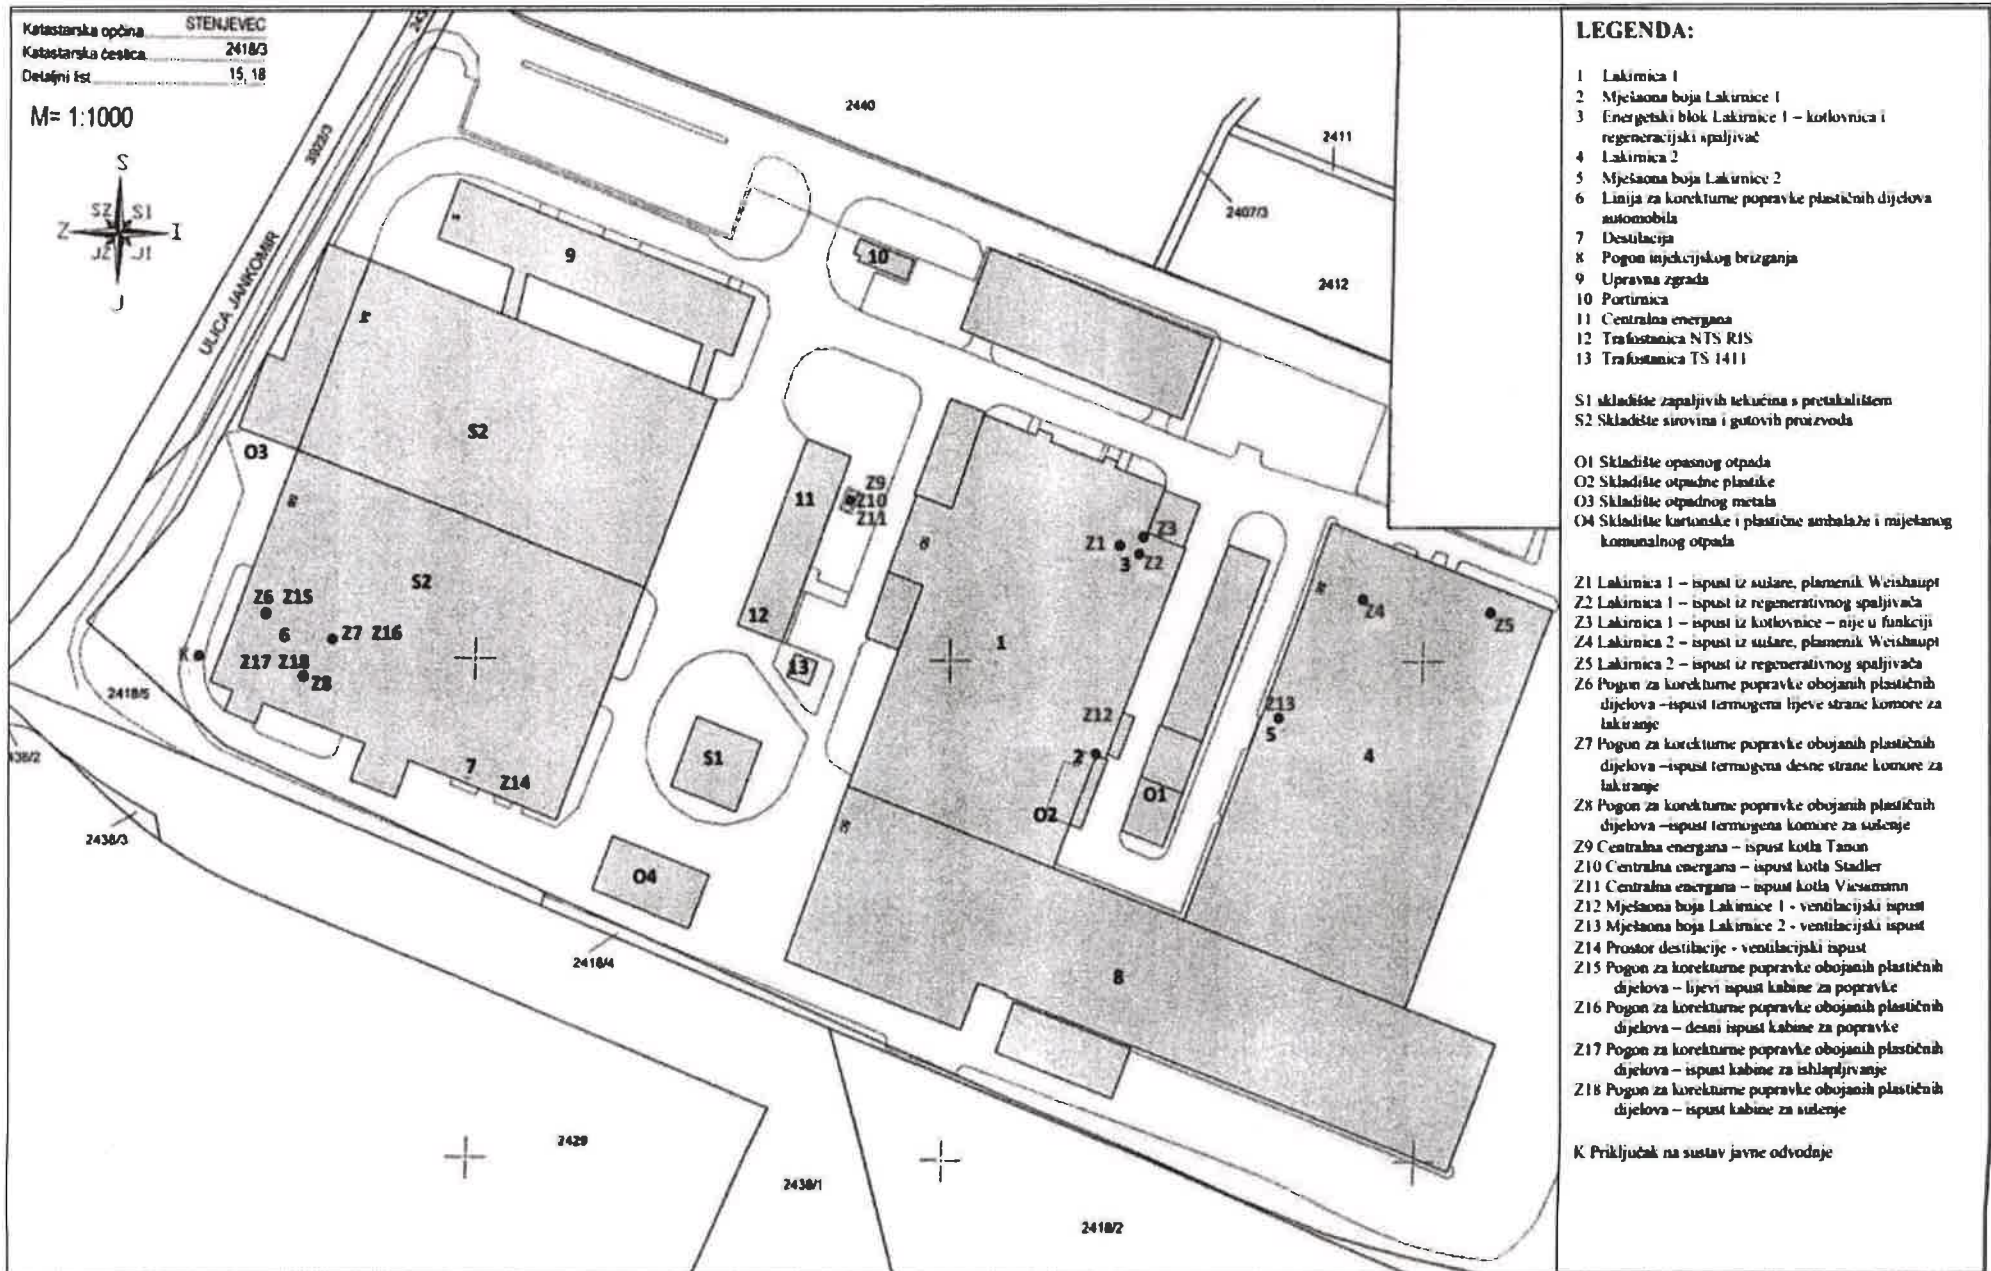 Katastarska općina STENJEVEC
Katastarska čestica 2418/3
Detaljni list 15, 18
M= 1:1000
S
SZ SI
Z I
JZ JI
J
ULICA JANKOMIR
3922/3
2440
2411
2407/3
2412
9
10
S2
O3
S2
11
Z9
Z10
Z11
12
13
Z1
Z3
3
Z2
Z4
Z5
Z6 Z15
6
Z7 Z16
Z17 Z18
Z8
K
2418/5
1
Z12
2
Z13
5
4
S1
7
Z14
O2
O1
O4
2438/3
2418/4
8
2429
2438/1
2418/2
LEGENDA:
1 Lakirnica 1
2 Mješaona boja Lakirnice 1
3 Energetski blok Lakirnice 1 – kotlovnica i
regeneracijski spaljivač
4 Lakirnica 2
5 Mješaona boja Lakirnice 2
6 Linija za korekturne popravke plastičnih dijelova
automobila
7 Destilacija
8 Pogon injekcijskog brizganja
9 Upravna zgrada
10 Portirnica
11 Centralna energana
12 Trafostanica NTS RIS
13 Trafostanica TS 1411
S1 skladište zapaljivih tekućina s pretakalištem
S2 Skladište sirovina i gotovih proizvoda
O1 Skladište opasnog otpada
O2 Skladište otpadne plastike
O3 Skladište otpadnog metala
O4 Skladište kartonske i plastične ambalaže i miješanog
komunalnog otpada
Z1 Lakirnica 1 – ispust iz sušare, plamenik Weishaupt
Z2 Lakirnica 1 – ispust iz regenerativnog spaljivača
Z3 Lakirnica 1 – ispust iz kotlovnice – nije u funkciji
Z4 Lakirnica 2 – ispust iz sušare, plamenik Weishaupt
Z5 Lakirnica 2 – ispust iz regenerativnog spaljivača
Z6 Pogon za korekturne popravke obojanih plastičnih
dijelova –ispust termogena lijeve strane komore za
lakiranje
Z7 Pogon za korekturne popravke obojanih plastičnih
dijelova –ispust termogena desne strane komore za
lakiranje
Z8 Pogon za korekturne popravke obojanih plastičnih
dijelova –ispust termogena komore za sušenje
Z9 Centralna energana – ispust kotla Tanon
Z10 Centralna energana – ispust kotla Stadler
Z11 Centralna energana – ispust kotla Viessmann
Z12 Mješaona boja Lakirnice 1 - ventilacijski ispust
Z13 Mješaona boja Lakirnice 2 - ventilacijski ispust
Z14 Prostor destilacije - ventilacijski ispust
Z15 Pogon za korekturne popravke obojanih plastičnih
dijelova – lijevi ispust kabine za popravke
Z16 Pogon za korekturne popravke obojanih plastičnih
dijelova – desni ispust kabine za popravke
Z17 Pogon za korekturne popravke obojanih plastičnih
dijelova – ispust kabine za ishlapljivanje
Z18 Pogon za korekturne popravke obojanih plastičnih
dijelova – ispust kabine za sušenje
K Priključak na sustav javne odvodnje